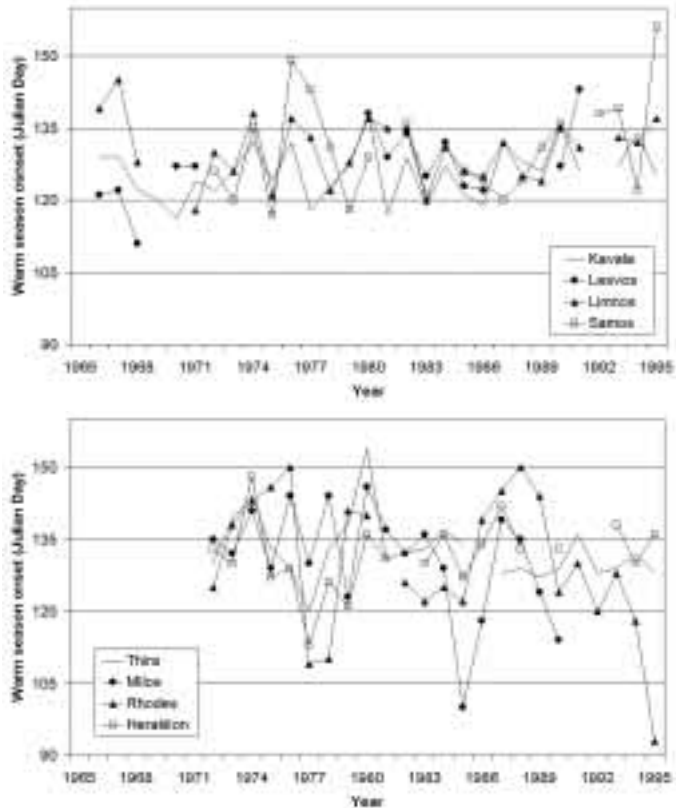 Warm season onset (Julian Day)
150
135
120
105
90
Kavala
Lesvos
Limnos
Samos
1965 1968 1971 1974 1977 1980 1983 1986 1989 1992 1995
Year
Warm season onset (Julian Day)
150
135
120
105
90
Thira
Milos
Rhodes
Heraklion
1965 1968 1971 1974 1977 1980 1983 1986 1989 1992 1995
Year